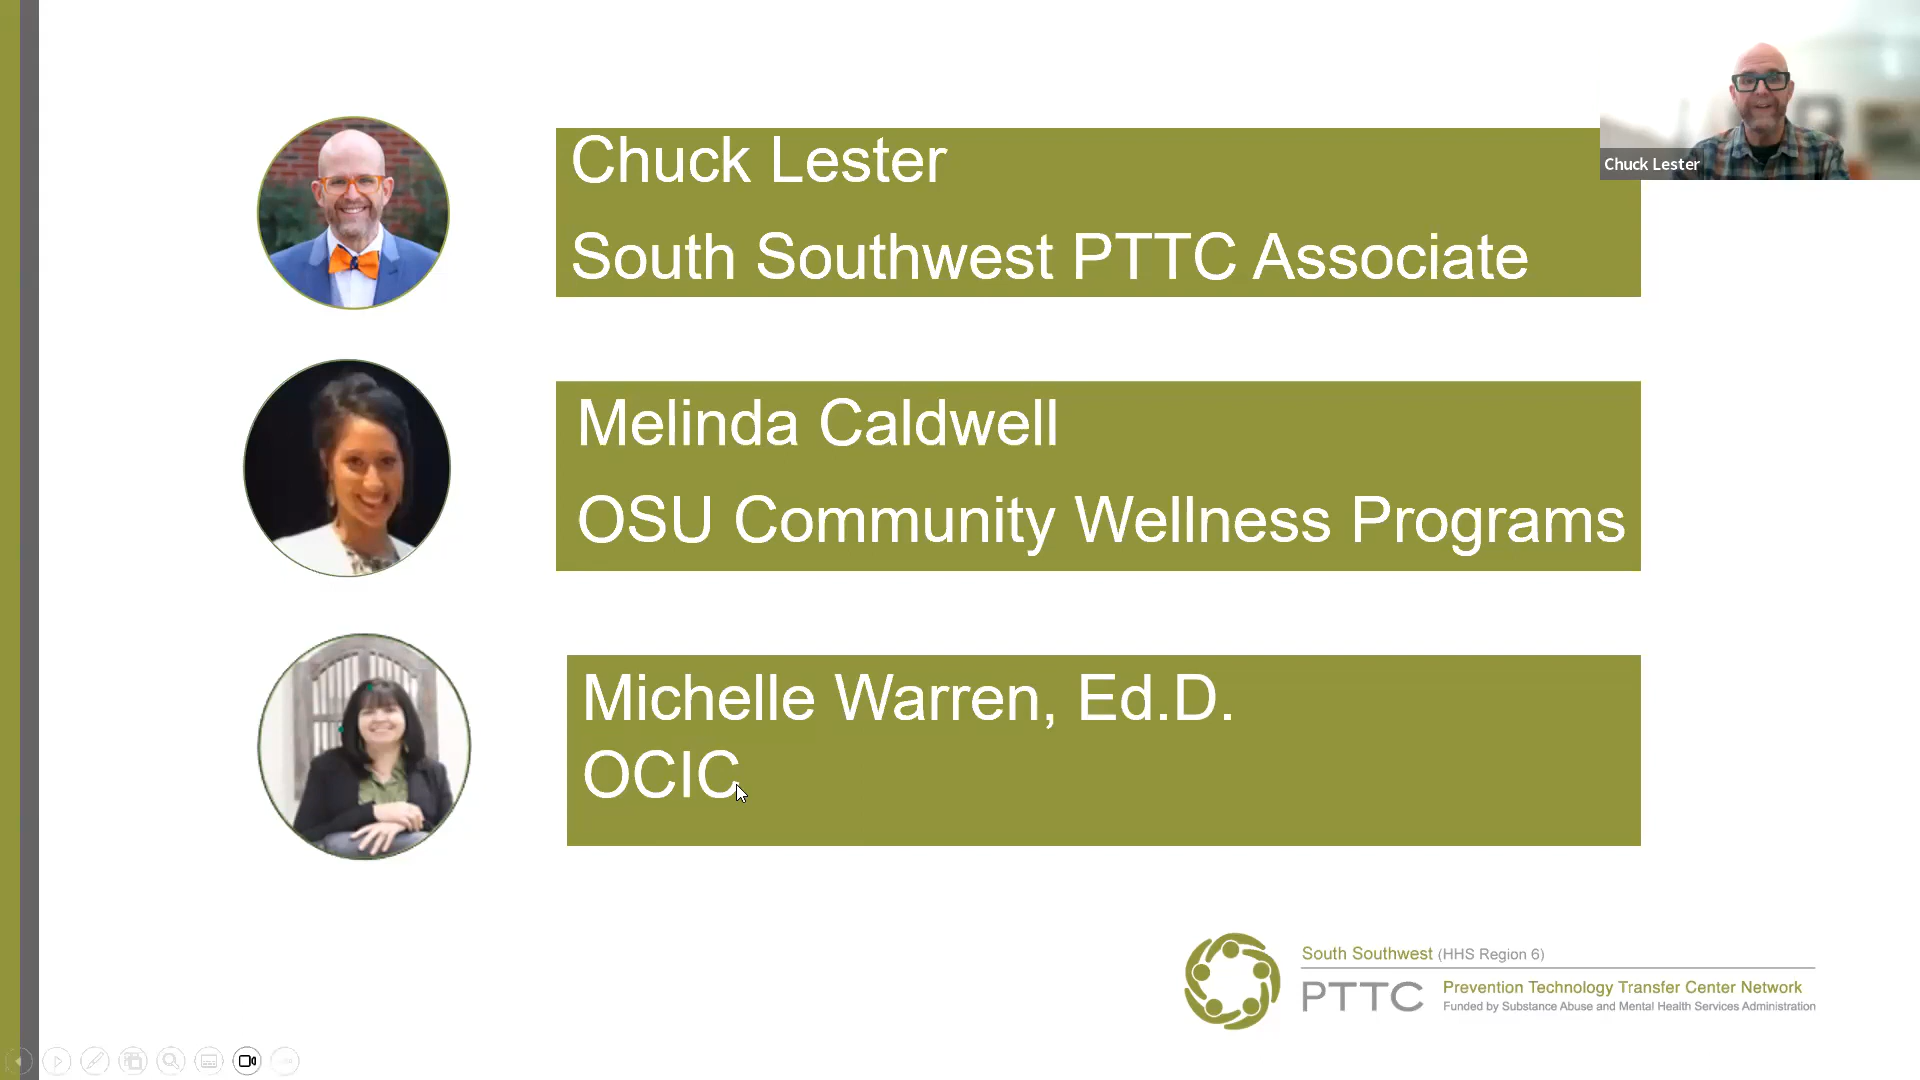 Chuck Lester
South Southwest PTTC Associate
Chuck Lester
Melinda Caldwell
OSU Community Wellness Programs
Michelle Warren, Ed.D.
OCIC
South Southwest (HHS Region 6)
PTTC
Prevention Technology Transfer Center Network
Funded by Substance Abuse and Mental Health Services Administration